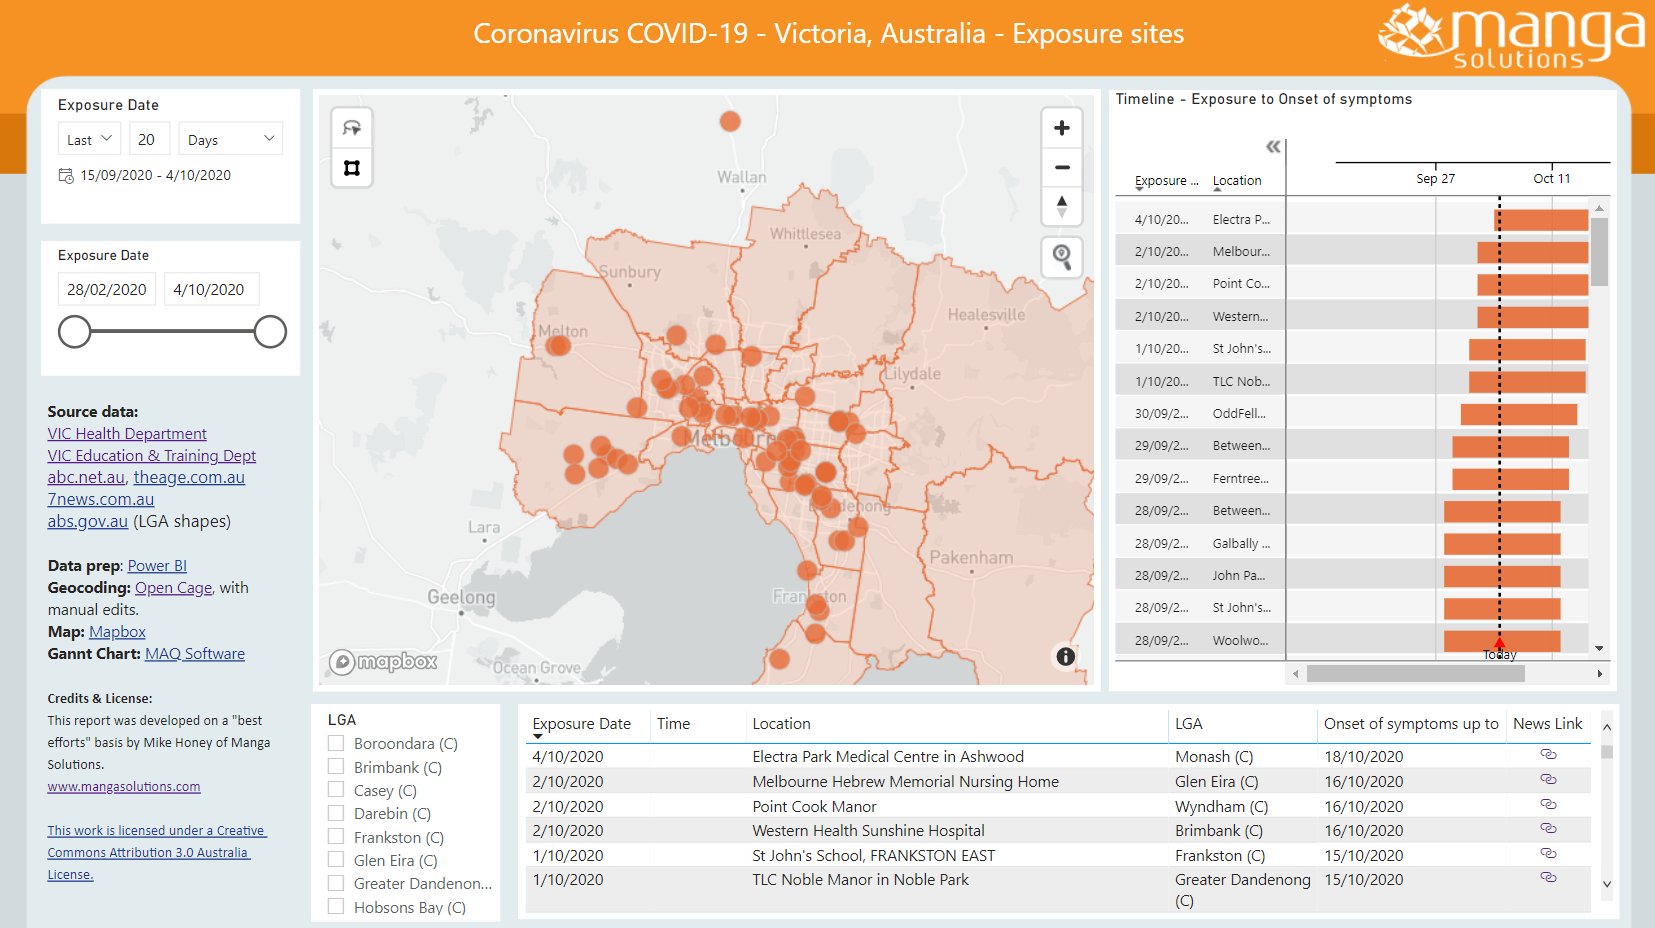 Coronavirus COVID-19 - Victoria, Australia - Exposure sites
manga
solutions
Exposure Date
Last 20 Days
15/09/2020 - 4/10/2020
Exposure Date
28/02/2020 4/10/2020
Source data:
VIC Health Department
VIC Education & Training Dept
abc.net.au, theage.com.au
7news.com.au
abs.gov.au (LGA shapes)
Data prep: Power BI
Geocoding: Open Cage, with
manual edits.
Map: Mapbox
Gannt Chart: MAQ Software
Credits & License:
This report was developed on a "best
efforts" basis by Mike Honey of Manga
Solutions.
www.mangasolutions.com
This work is licensed under a Creative
Commons Attribution 3.0 Australia
License.
Wallan
Whittlesea
Sunbury
Healesville
Melton
Lilydale
Melbourne
Dandenong
Lara
Pakenham
Geelong
Frankston
Ocean Grove
mapbox
Timeline - Exposure to Onset of symptoms
Sep 27 Oct 11
Exposure ... Location
4/10/20... Electra P...
2/10/20... Melbour...
2/10/20... Point Co...
2/10/20... Western...
1/10/20... St John's...
1/10/20... TLC Nob...
30/09/2... OddFell...
29/09/2... Between...
29/09/2... Ferntree...
28/09/2... Between...
28/09/2... Galbally ...
28/09/2... John Pa...
28/09/2... St John's...
28/09/2... Woolwo...
Today
LGA
Boroondara (C)
Brimbank (C)
Casey (C)
Darebin (C)
Frankston (C)
Glen Eira (C)
Greater Dandenon...
Hobsons Bay (C)
Exposure Date Time Location LGA Onset of symptoms up to News Link
4/10/2020 Electra Park Medical Centre in Ashwood Monash (C) 18/10/2020
2/10/2020 Melbourne Hebrew Memorial Nursing Home Glen Eira (C) 16/10/2020
2/10/2020 Point Cook Manor Wyndham (C) 16/10/2020
2/10/2020 Western Health Sunshine Hospital Brimbank (C) 16/10/2020
1/10/2020 St John's School, FRANKSTON EAST Frankston (C) 15/10/2020
1/10/2020 TLC Noble Manor in Noble Park Greater Dandenong 15/10/2020
(C)